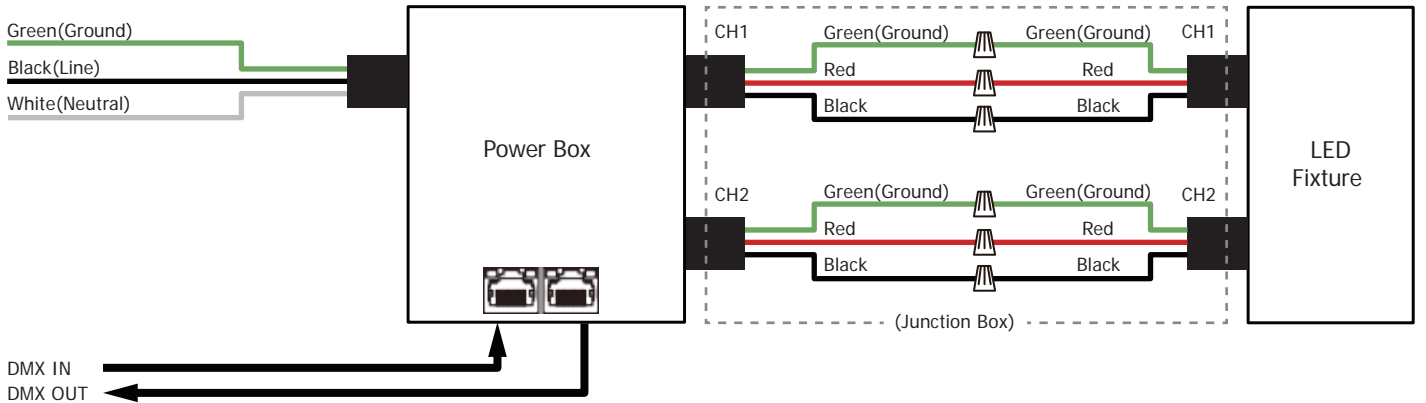 Green(Ground)
Black(Line)
White(Neutral)
Power Box
CH1
Green(Ground)
Green(Ground)
CH1
Red
Red
Black
Black
CH2
Green(Ground)
Green(Ground)
CH2
Red
Red
Black
Black
(Junction Box)
LED
Fixture
DMX IN
DMX OUT